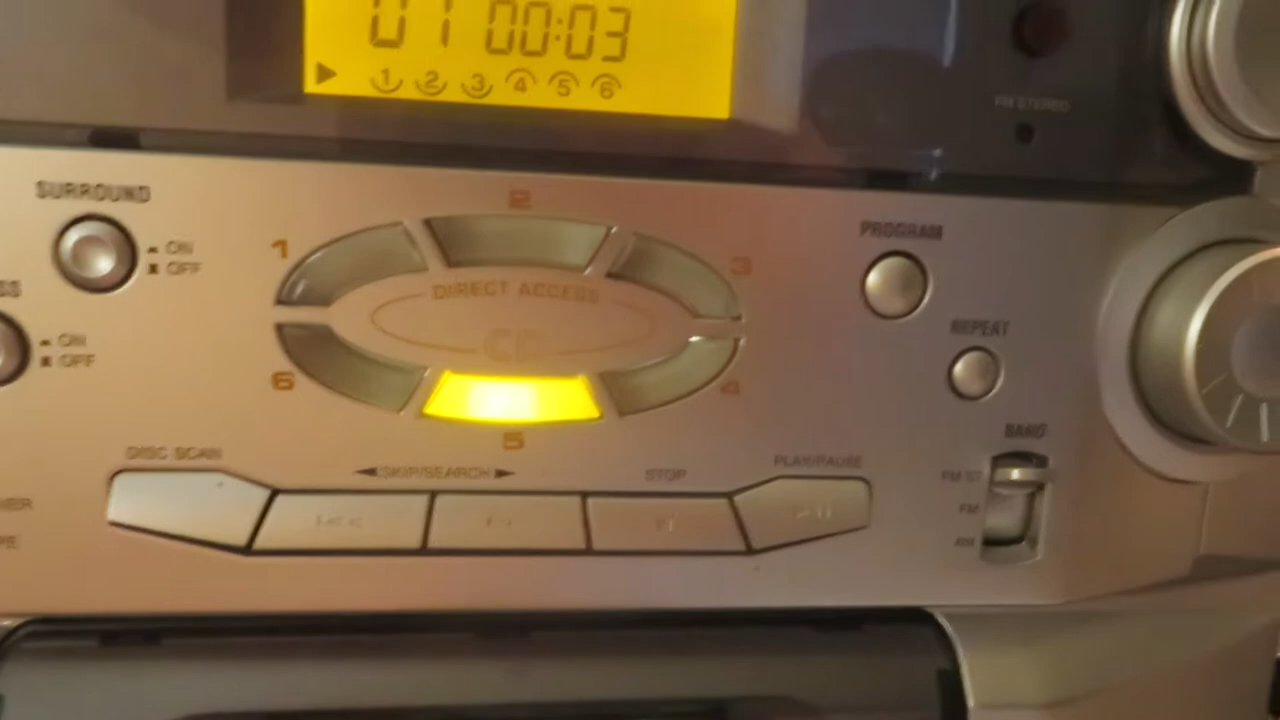 01 00:03
1 2 3 4 5 6
FM STEREO
SURROUND
ON
OFF
SS
ON
OFF
1
2
3
4
5
6
DIRECT ACCESS
CD
PROGRAM
REPEAT
BAND
FM ST
FM
AM
DISC SCAN
SKIP/SEARCH
STOP
PLAY/PAUSE